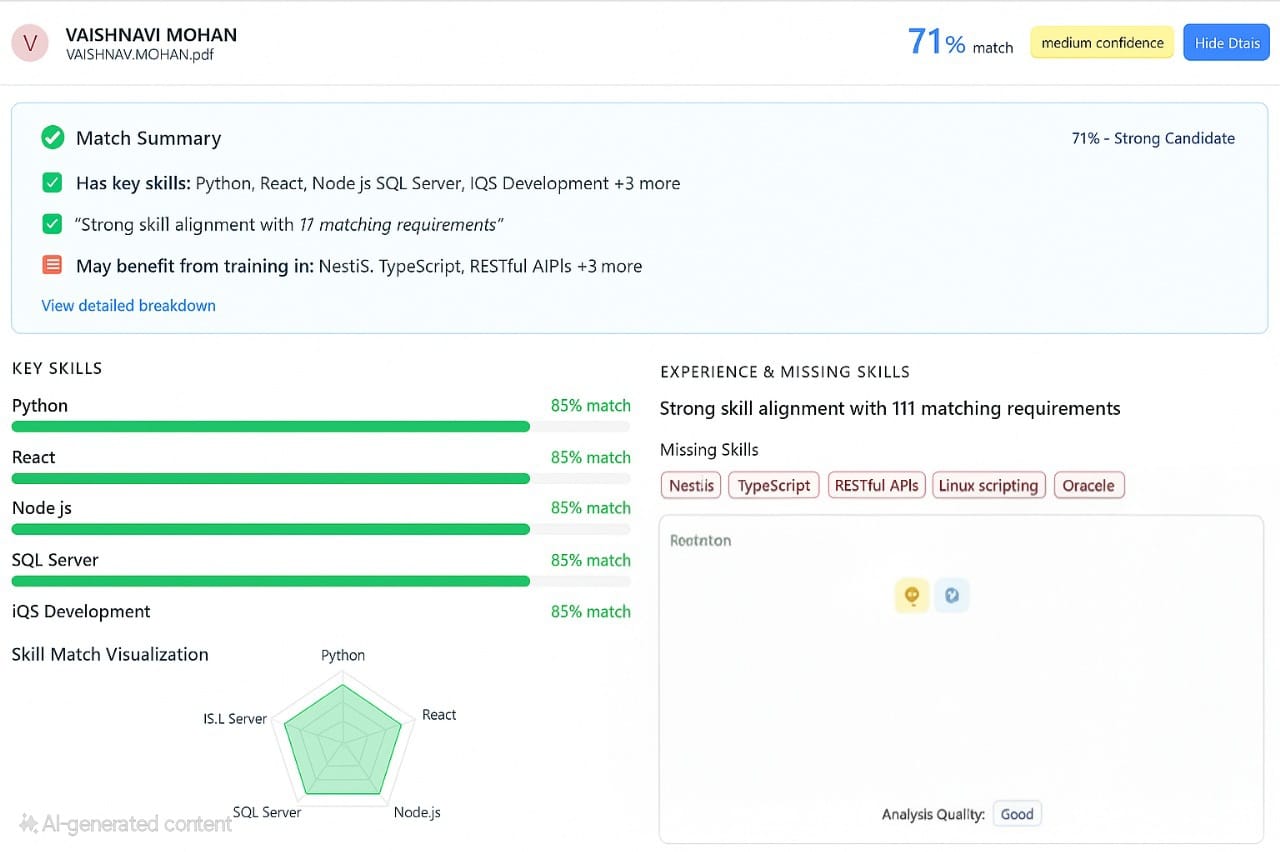 V
VAISHNAVI MOHAN
VAISHNAV.MOHAN.pdf
71% match
medium confidence
Hide Dtais
Match Summary
71% - Strong Candidate
Has key skills: Python, React, Node js SQL Server, IQS Development +3 more
“Strong skill alignment with 17 matching requirements”
May benefit from training in: NestiS. TypeScript, RESTful AIPls +3 more
View detailed breakdown
KEY SKILLS
Python 85% match
React 85% match
Node js 85% match
SQL Server 85% match
iQS Development 85% match
Skill Match Visualization
Python
React
Node.js
SQL Server
IS.L Server
EXPERIENCE & MISSING SKILLS
Strong skill alignment with 111 matching requirements
Missing Skills
Nestiis TypeScript RESTful APIs Linux scripting Oracele
Analysis Quality: Good
AI-generated content